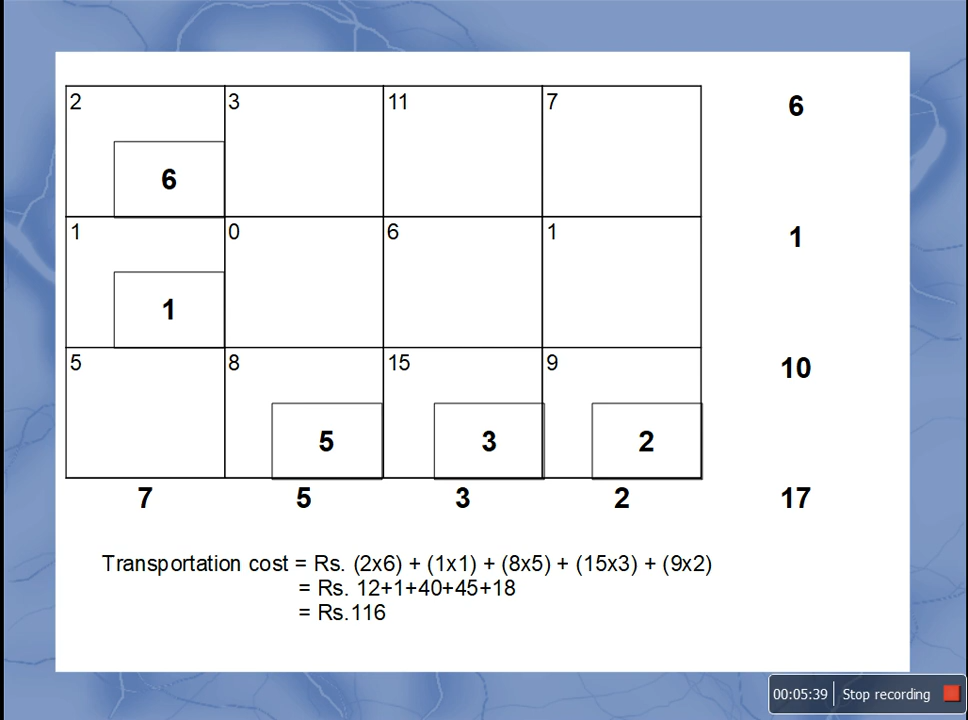 2 3 11 7 6
6
1 0 6 1 1
1
5 8 15 9 10
5 3 2
7 5 3 2 17
Transportation cost = Rs. (2x6) + (1x1) + (8x5) + (15x3) + (9x2)
= Rs. 12+1+40+45+18
= Rs.116
00:05:39 Stop recording